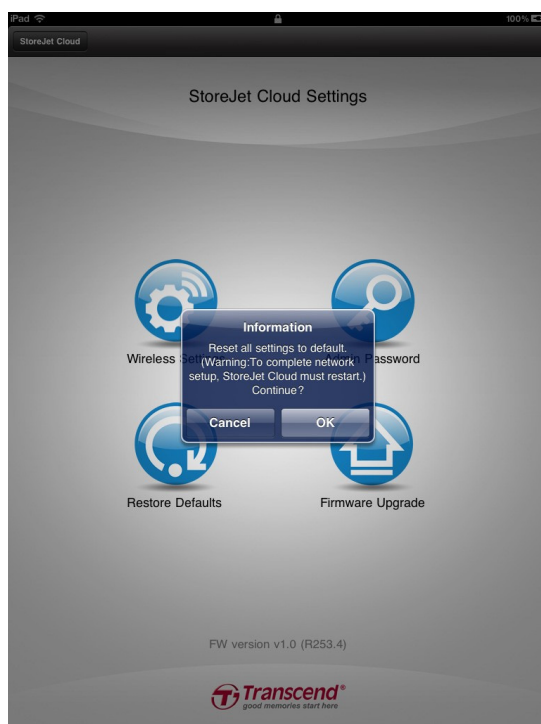 iPad
100%
StoreJet Cloud
StoreJet Cloud Settings
Information
Reset all settings to default.
(Warning:To complete network
setup, StoreJet Cloud must restart.)
Continue?
Cancel
OK
Wireless
Password
Restore Defaults
Firmware Upgrade
FW version v1.0 (R253.4)
Transcend®
good memories start here